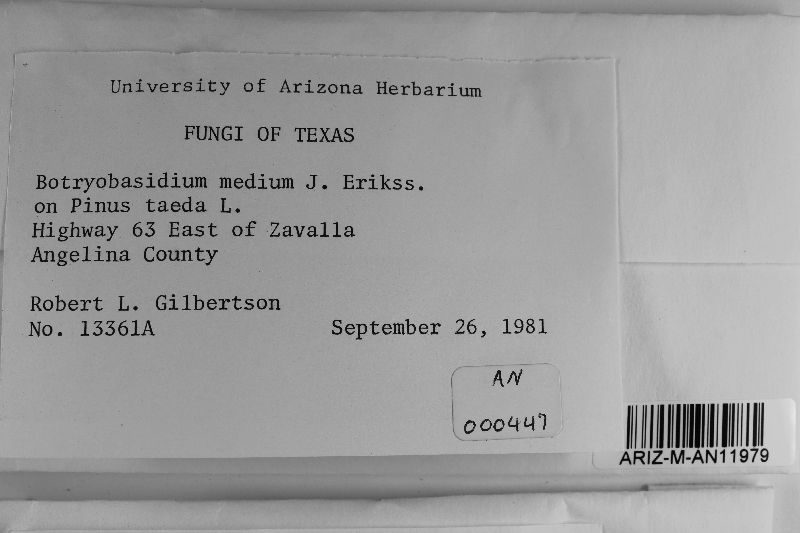 University of Arizona Herbarium
FUNGI OF TEXAS
Botryobasidium medium J. Erikss.
on Pinus taeda L.
Highway 63 East of Zavalla
Angelina County
Robert L. Gilbertson
No. 13361A September 26, 1981
AN
000447
ARIZ-M-AN11979